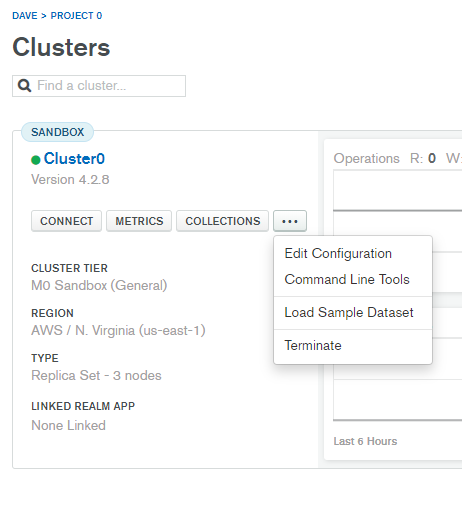 DAVE > PROJECT 0
Clusters
Find a cluster...
SANDBOX
Cluster0
Version 4.2.8
CONNECT METRICS COLLECTIONS ...
Edit Configuration
Command Line Tools
Load Sample Dataset
Terminate
CLUSTER TIER
M0 Sandbox (General)
REGION
AWS / N. Virginia (us-east-1)
TYPE
Replica Set - 3 nodes
LINKED REALM APP
None Linked
Operations R: 0 W:
Last 6 Hours